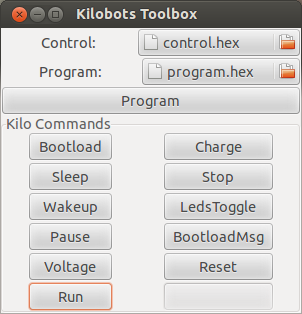 Kilobots Toolbox
Control: control.hex
Program: program.hex
Program
Kilo Commands
Bootload Charge
Sleep Stop
Wakeup LedsToggle
Pause BootloadMsg
Voltage Reset
Run